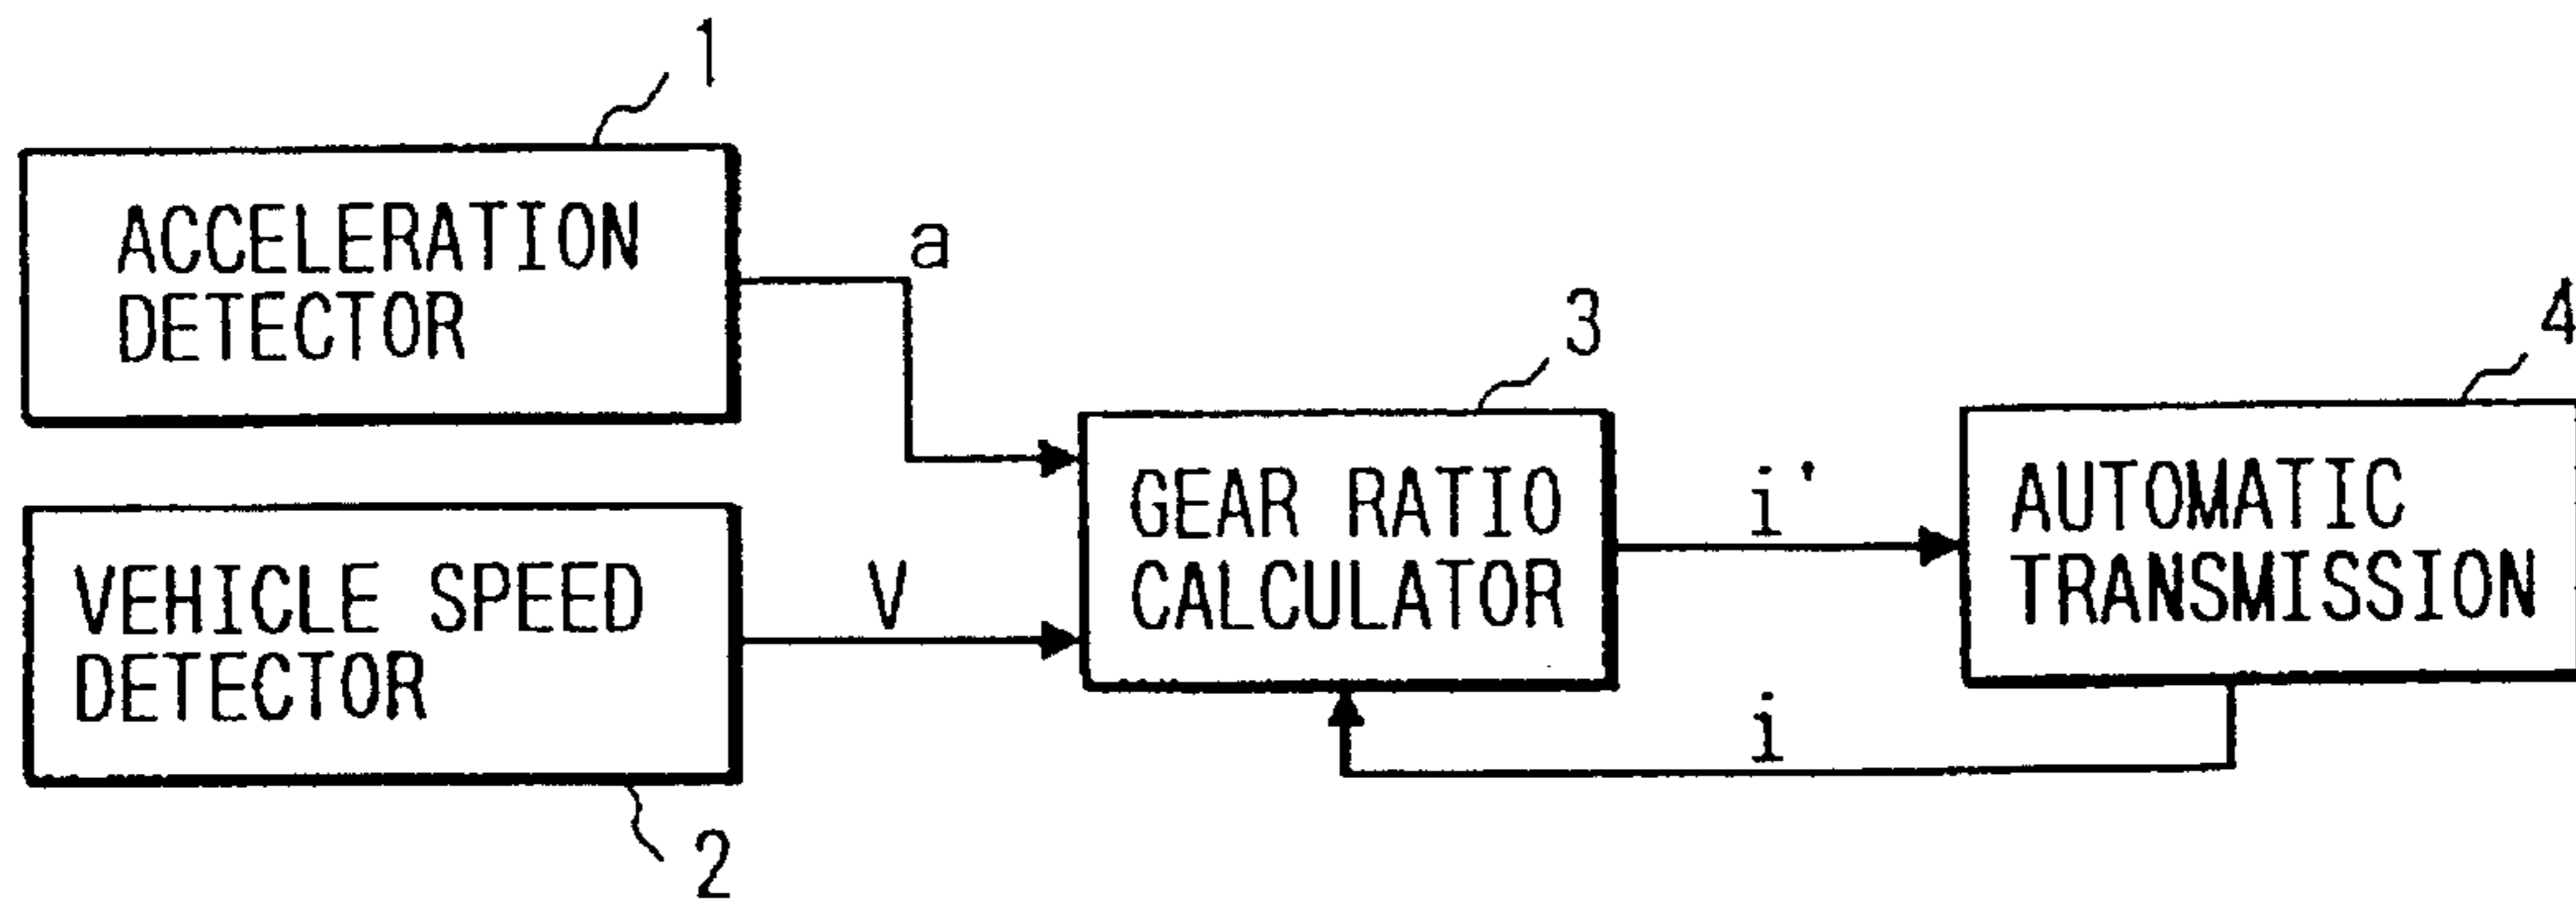 1
ACCELERATION
DETECTOR
a
VEHICLE SPEED
DETECTOR
2
V
3
GEAR RATIO
CALCULATOR
i'
i
4
AUTOMATIC
TRANSMISSION